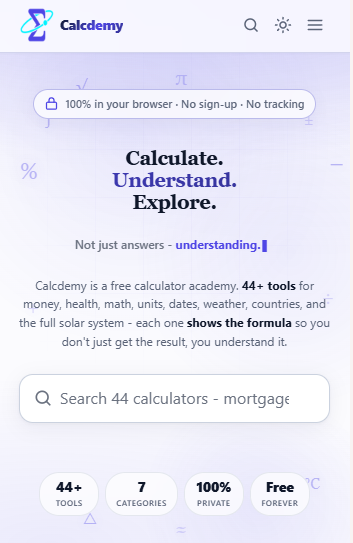 Calcdemy
100% in your browser · No sign-up · No tracking
Calculate.
Understand.
Explore.
Not just answers - understanding.
Calcdemy is a free calculator academy. 44+ tools for
money, health, math, units, dates, weather, countries, and
the full solar system - each one shows the formula so you
don't just get the result, you understand it.
Search 44 calculators - mortgage
44+
TOOLS
7
CATEGORIES
100%
PRIVATE
Free
FOREVER
√
π
∫
±
%
−
+
÷
°C
△
≈